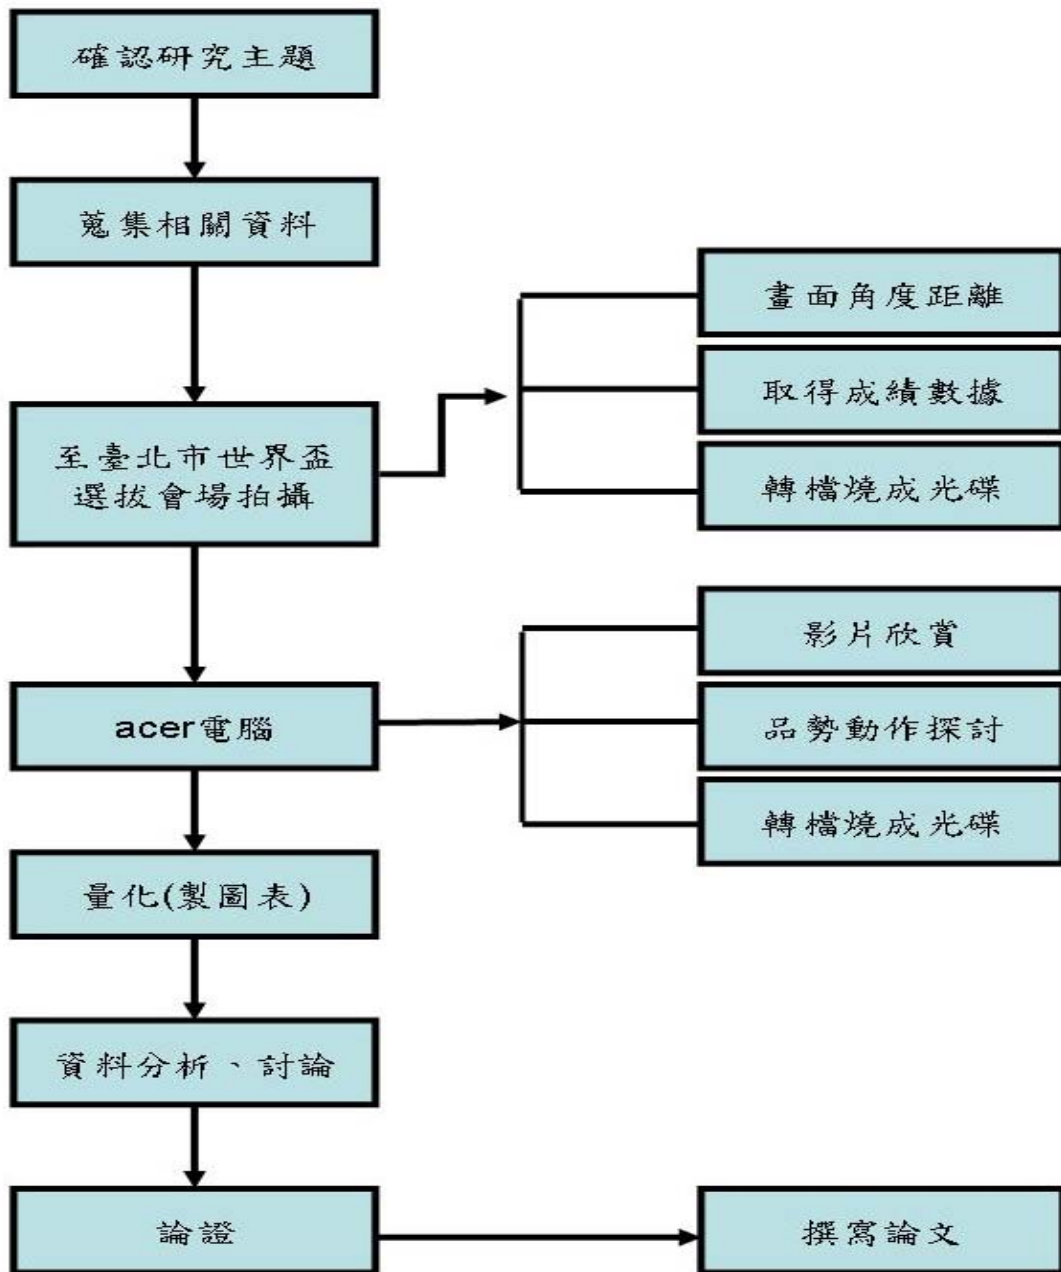 確認研究主題
蒐集相關資料
至臺北市世界盃
選拔會場拍攝
畫面角度距離
取得成績數據
轉檔燒成光碟
acer電腦
影片欣賞
品勢動作探討
轉檔燒成光碟
量化(製圖表)
資料分析、討論
論證
撰寫論文